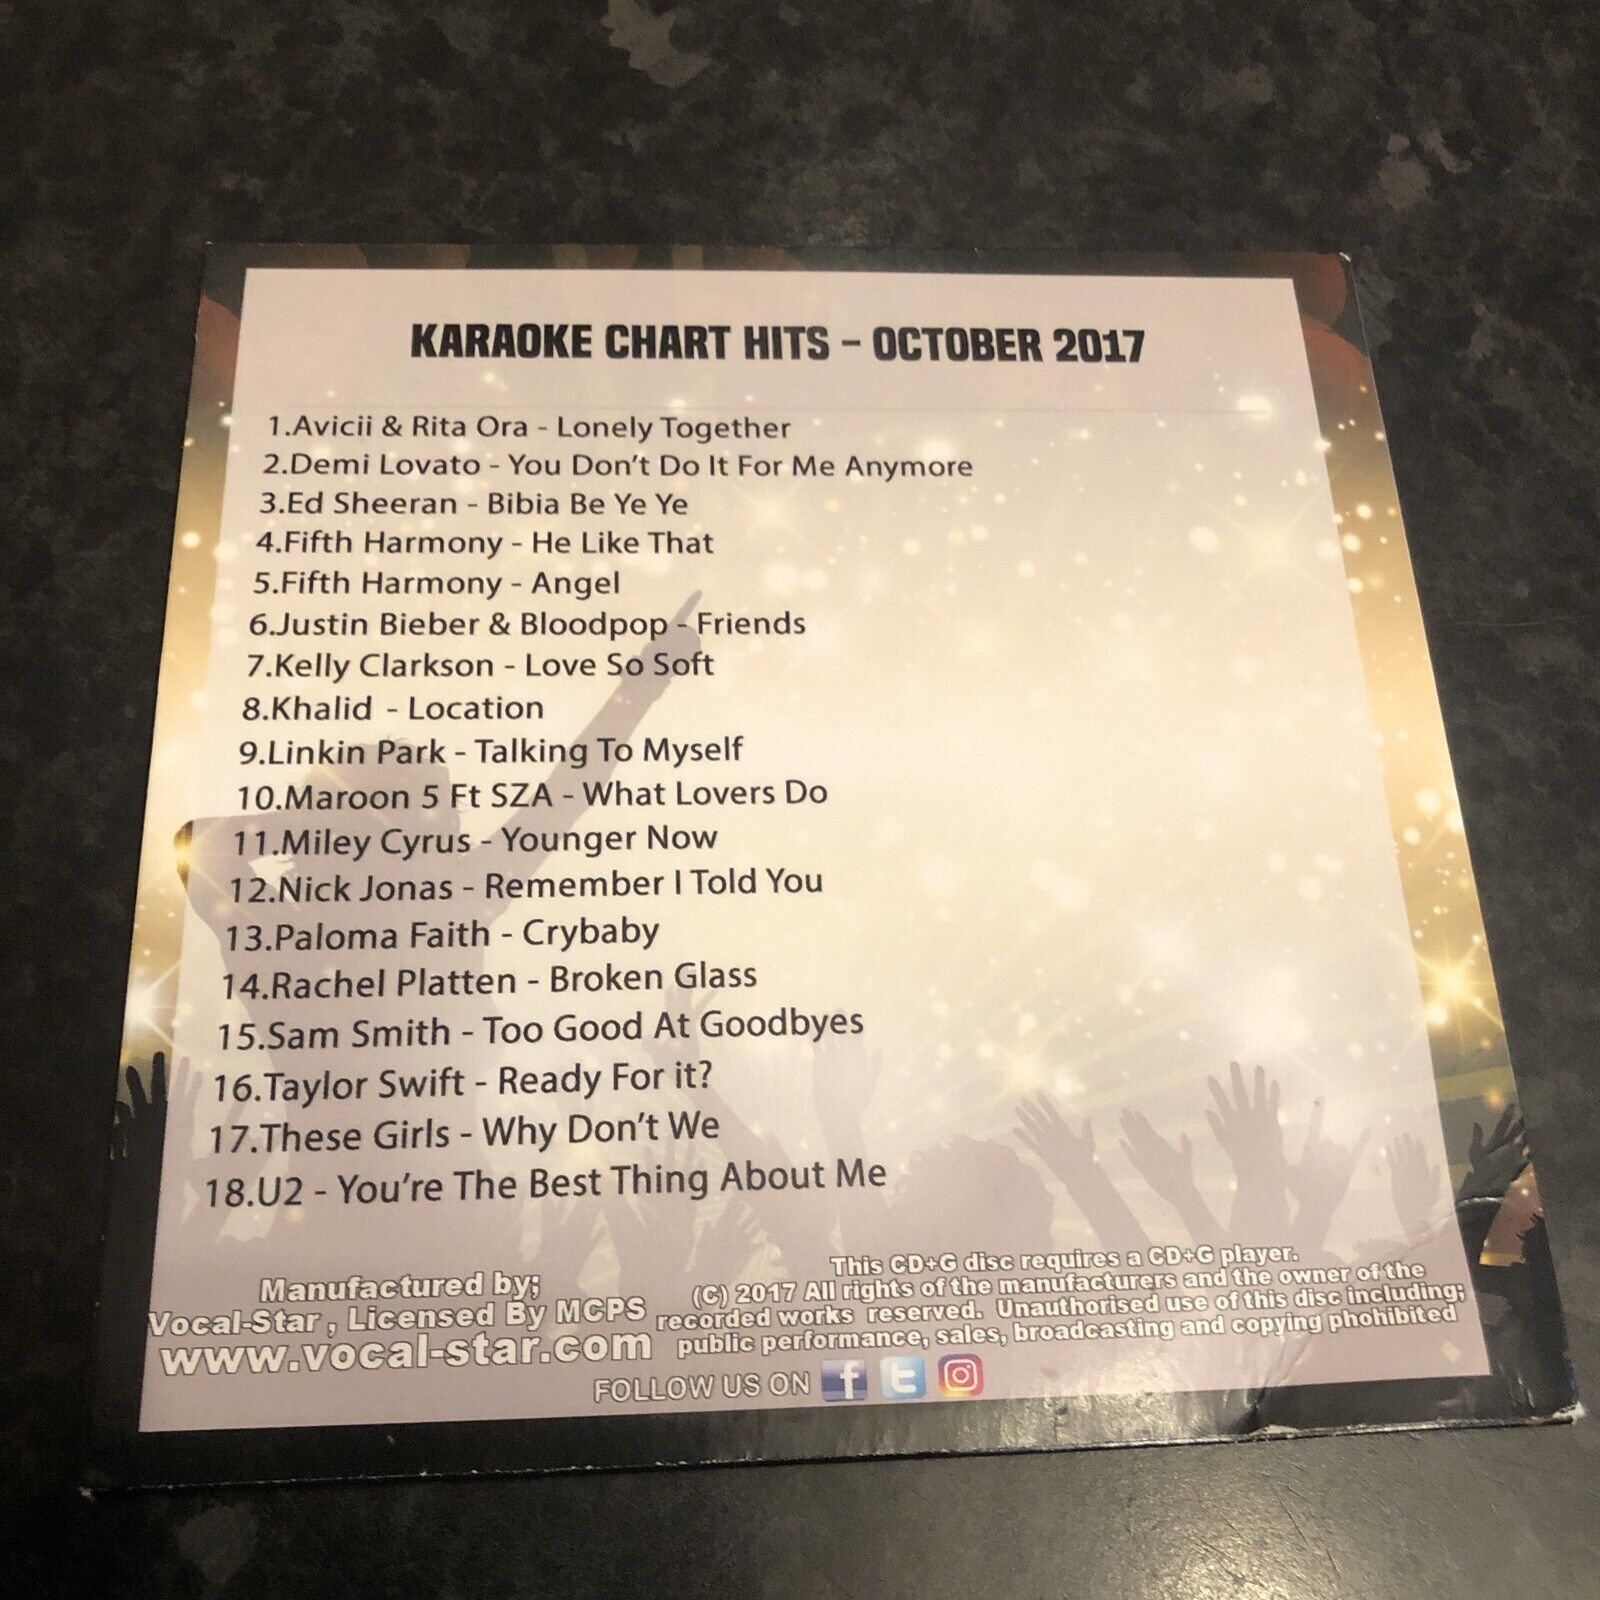 KARAOKE CHART HITS – OCTOBER 2017
1.Avicii & Rita Ora - Lonely Together
2.Demi Lovato - You Don't Do It For Me Anymore
3.Ed Sheeran - Bibia Be Ye Ye
4.Fifth Harmony - He Like That
5.Fifth Harmony - Angel
6.Justin Bieber & Bloodpop - Friends
7.Kelly Clarkson - Love So Soft
8.Khalid - Location
9.Linkin Park - Talking To Myself
10.Maroon 5 Ft SZA - What Lovers Do
11.Miley Cyrus - Younger Now
12.Nick Jonas - Remember I Told You
13.Paloma Faith - Crybaby
14.Rachel Platten - Broken Glass
15.Sam Smith - Too Good At Goodbyes
16.Taylor Swift - Ready For it?
17.These Girls - Why Don't We
18.U2 - You're The Best Thing About Me
Manufactured by;
Vocal-Star , Licensed By MCPS
www.vocal-star.com
This CD+G disc requires a CD+G player.
(C) 2017 All rights of the manufacturers and the owner of the
recorded works reserved. Unauthorised use of this disc including;
public performance, sales, broadcasting and copying phohibited
FOLLOW US ON